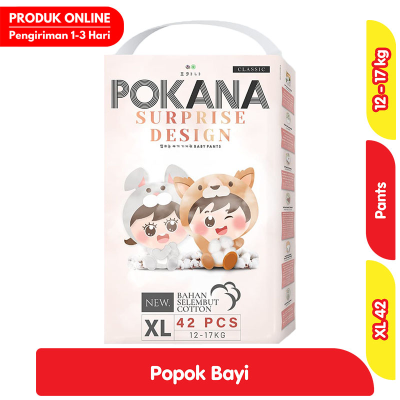 PRODUK ONLINE
Pengiriman 1-3 Hari
CLASSIC
POKANA
SURPRISE
DESIGN
BABY PANTS
NEW.
BAHAN
SELEMBUT
COTTON
XL
42 PCS
12-17KG
12 - 17 kg
Pants
XL-42
Popok Bayi